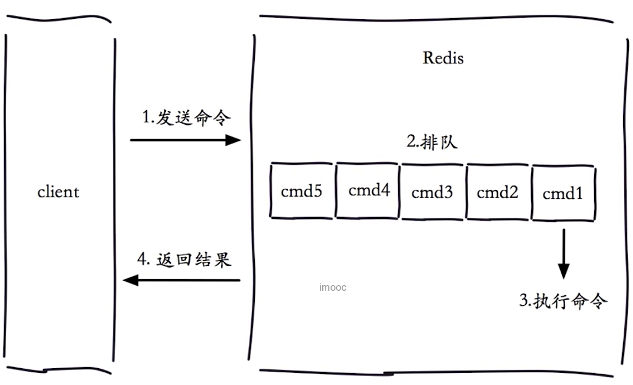 Redis
1.发送命令
2.排队
client
cmd5 cmd4 cmd3 cmd2 cmd1
4. 返回结果
imooc
3.执行命令